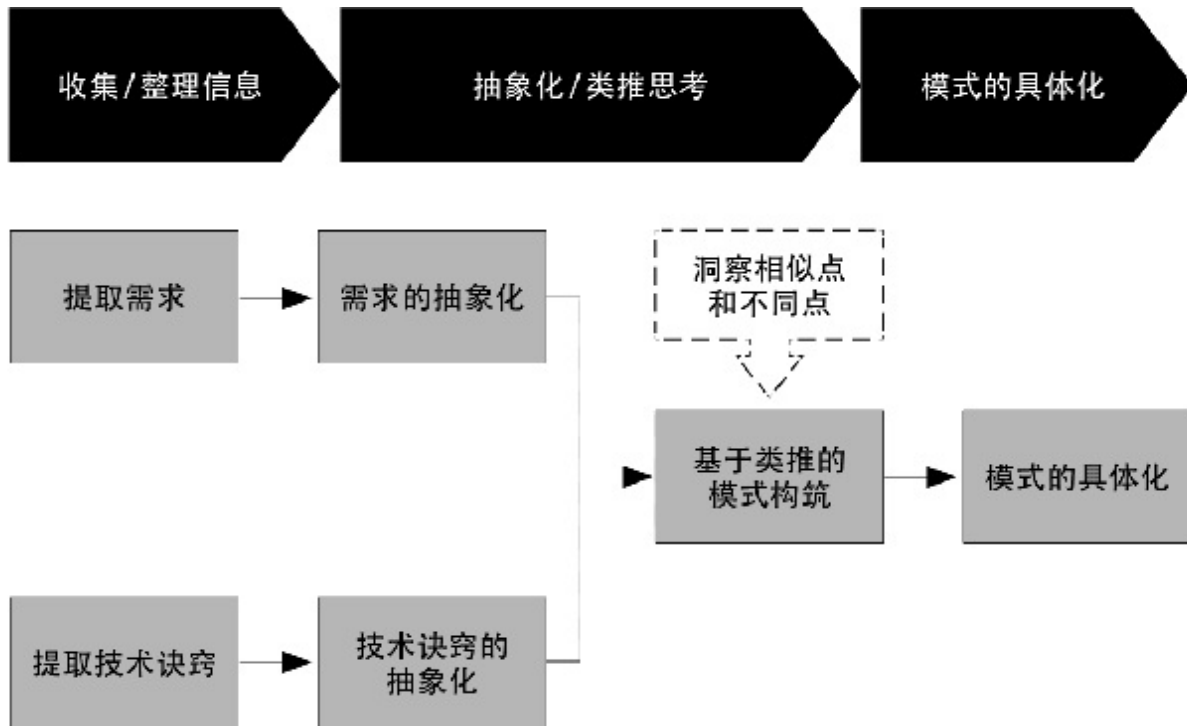 收集/整理信息
抽象化/类推思考
模式的具体化
提取需求
需求的抽象化
洞察相似点
和不同点
基于类推的
模式构筑
模式的具体化
提取技术诀窍
技术诀窍的
抽象化